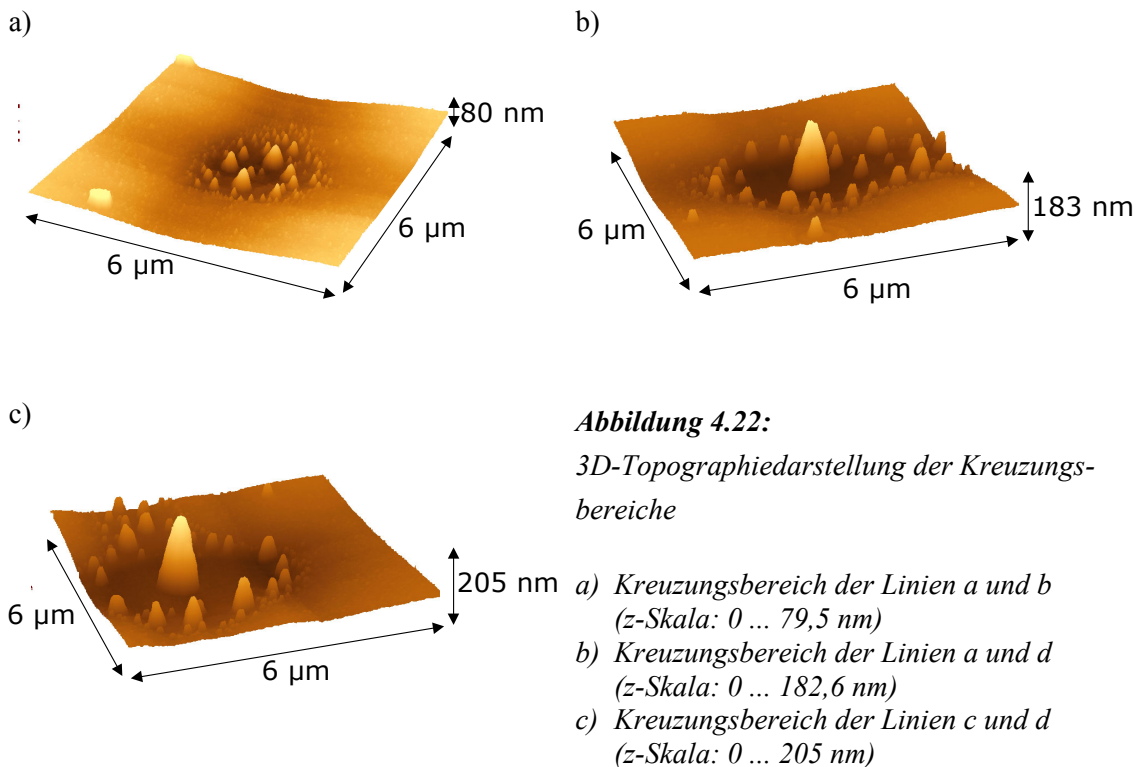 a)
80 nm
6 µm
6 µm
b)
183 nm
6 µm
6 µm
c)
205 nm
6 µm
6 µm
Abbildung 4.22:
3D-Topographiedarstellung der Kreuzungs-
bereiche
a) Kreuzungsbereich der Linien a und b
(z-Skala: 0 ... 79,5 nm)
b) Kreuzungsbereich der Linien a und d
(z-Skala: 0 ... 182,6 nm)
c) Kreuzungsbereich der Linien c und d
(z-Skala: 0 ... 205 nm)